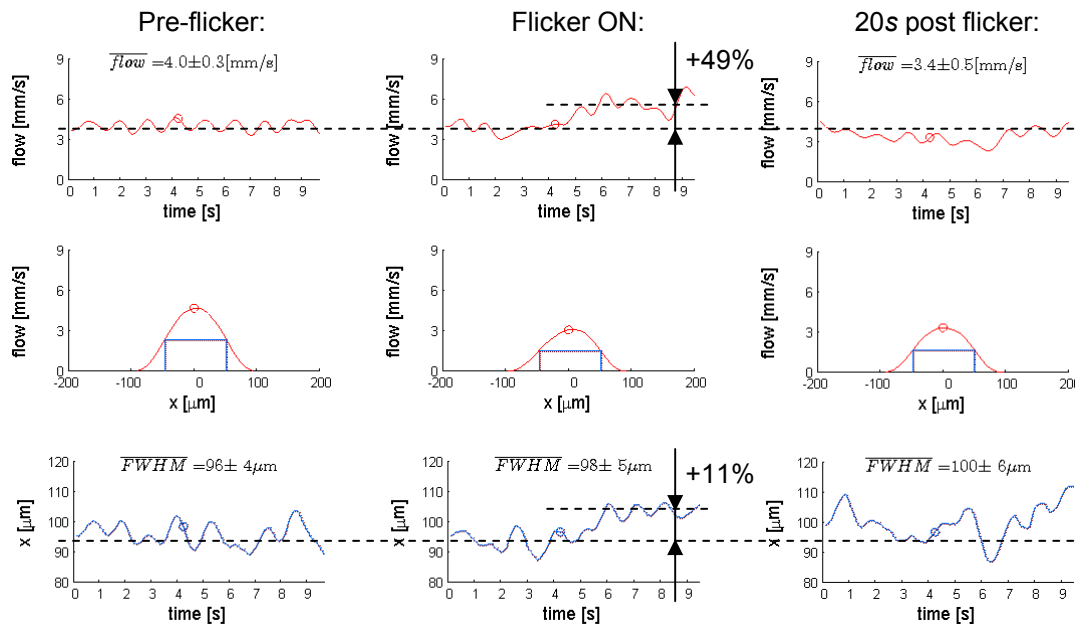 Pre-flicker:
Flicker ON:
20s post flicker:
flow =4.0±0.3[mm/s]
9
6
3
0
flow [mm/s]
0 1 2 3 4 5 6 7 8 9
time [s]
+49%
9
6
3
0
flow [mm/s]
0 1 2 3 4 5 6 7 8 9
time [s]
flow =3.4±0.5[mm/s]
9
6
3
0
flow [mm/s]
0 1 2 3 4 5 6 7 8 9
time [s]
9
6
3
0
flow [mm/s]
-200 -100 0 100 200
x [μm]
9
6
3
0
flow [mm/s]
-200 -100 0 100 200
x [μm]
9
6
3
0
flow [mm/s]
-200 -100 0 100 200
x [μm]
FWHM =96± 4μm
120
110
100
90
80
x [μm]
0 1 2 3 4 5 6 7 8 9
time [s]
FWHM =98± 5μm
+11%
120
110
100
90
80
x [μm]
0 1 2 3 4 5 6 7 8 9
time [s]
FWHM =100± 6μm
120
110
100
90
80
x [μm]
0 1 2 3 4 5 6 7 8 9
time [s]